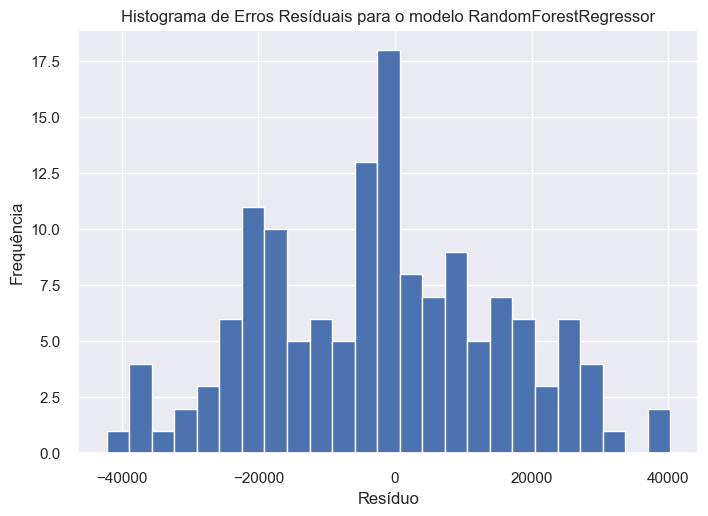 Histograma de Erros Resíduais para o modelo RandomForestRegressor
17.5
15.0
12.5
10.0
7.5
5.0
2.5
0.0
Frequência
−40000 −20000 0 20000 40000
Resíduo